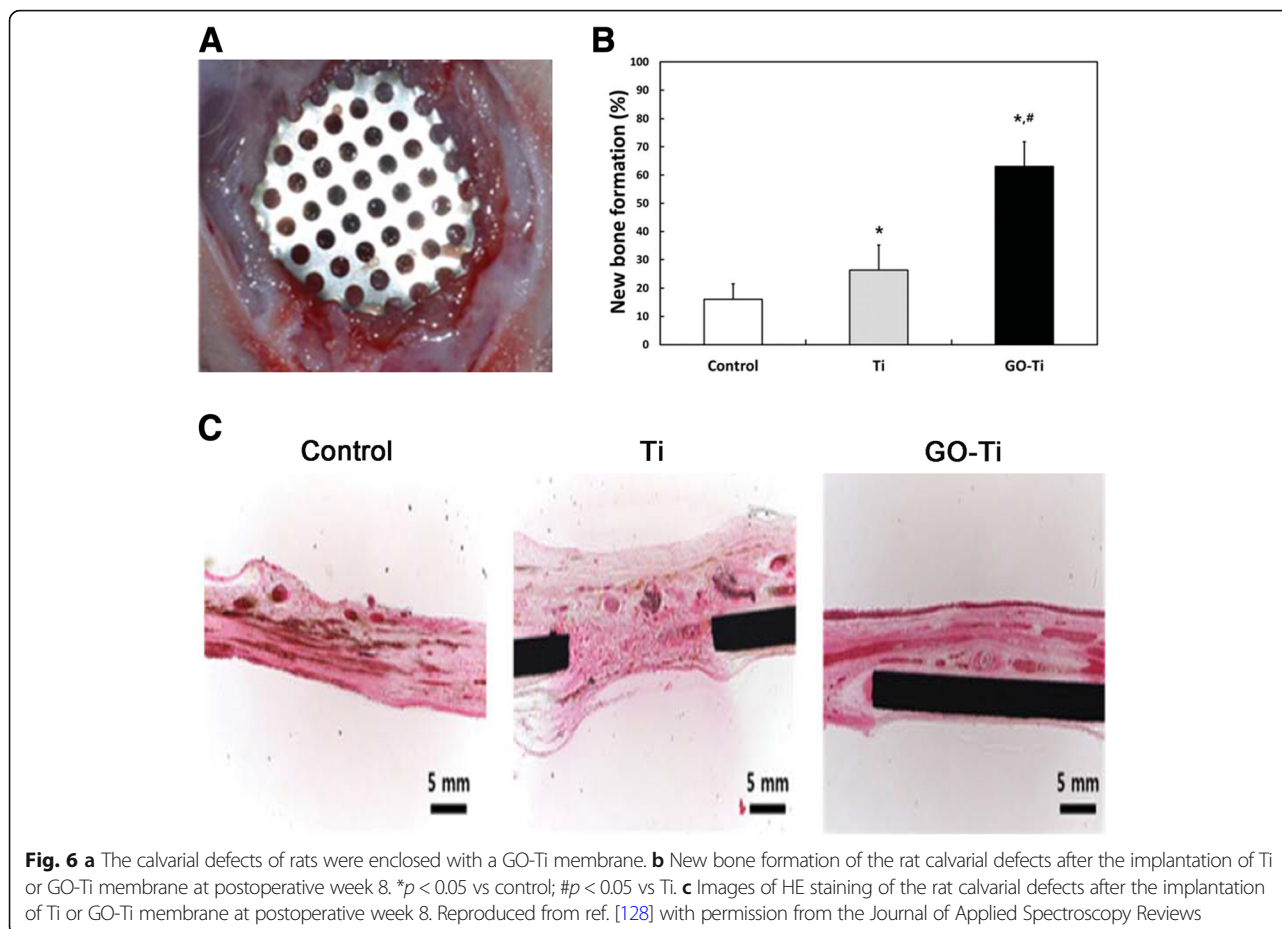 A
B
New bone formation (%)
100
90
80
70
60
50
40
30
20
10
0
*
*,#
Control Ti GO-Ti
C
Control Ti GO-Ti
5 mm 5 mm 5 mm
Fig. 6 a The calvarial defects of rats were enclosed with a GO-Ti membrane. b New bone formation of the rat calvarial defects after the implantation of Ti
or GO-Ti membrane at postoperative week 8. *p < 0.05 vs control; #p < 0.05 vs Ti. c Images of HE staining of the rat calvarial defects after the implantation
of Ti or GO-Ti membrane at postoperative week 8. Reproduced from ref. [128] with permission from the Journal of Applied Spectroscopy Reviews